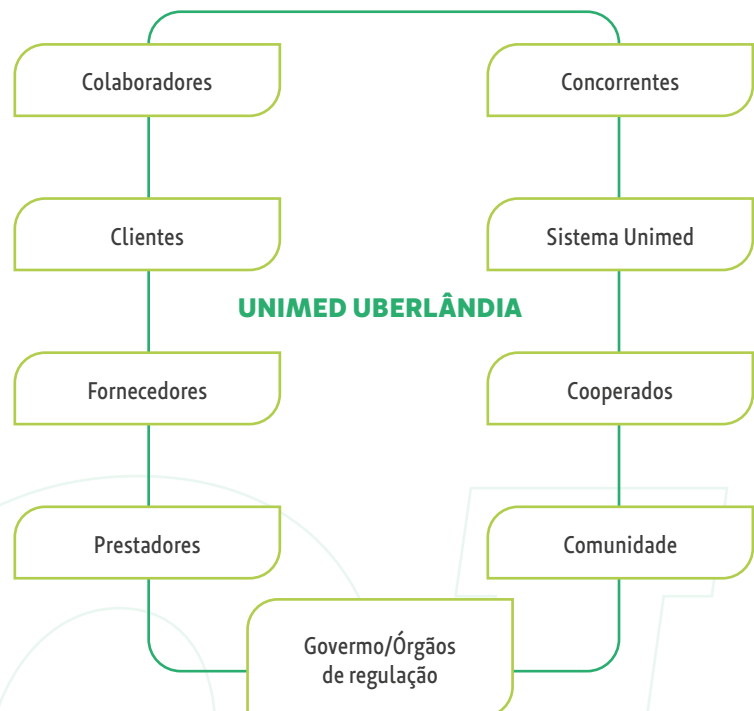 Colaboradores
Concorrentes
Clientes
Sistema Unimed
UNIMED UBERLÂNDIA
Fornecedores
Cooperados
Prestadores
Comunidade
Govermo/Órgãos
de regulação